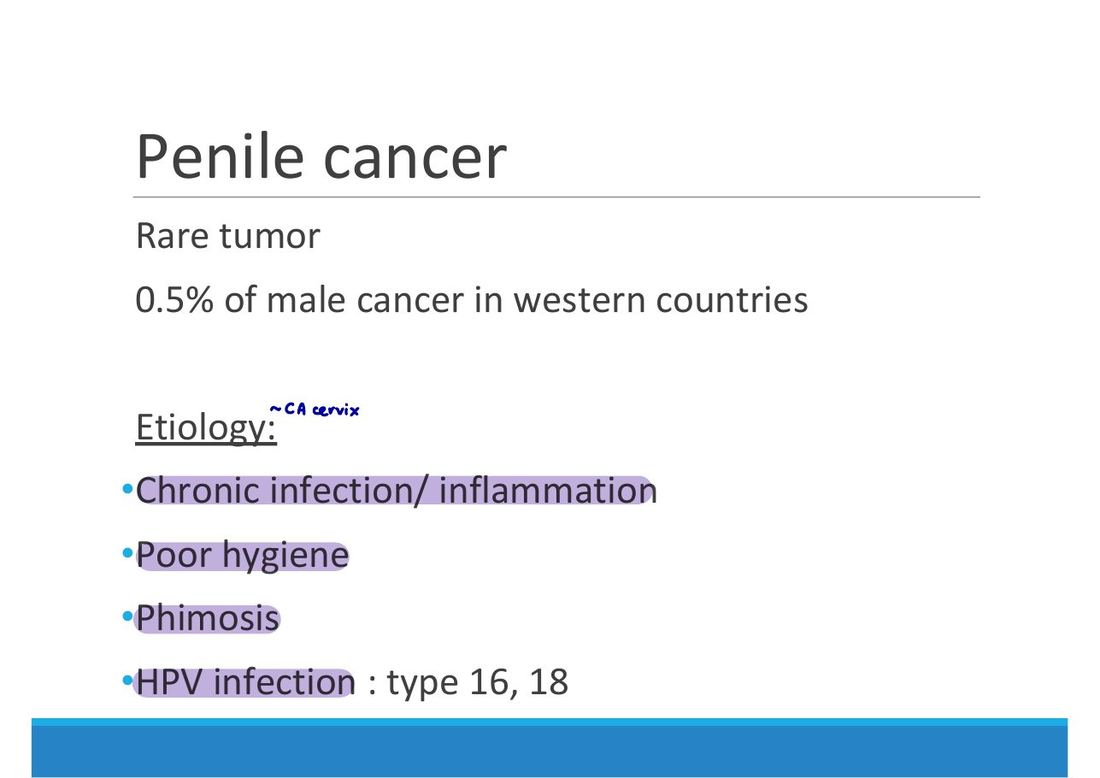 Penile cancer
Rare tumor
0.5% of male cancer in western countries
~CA cervix
Etiology:
•Chronic infection/ inflammation
•Poor hygiene
•Phimosis
•HPV infection : type 16, 18